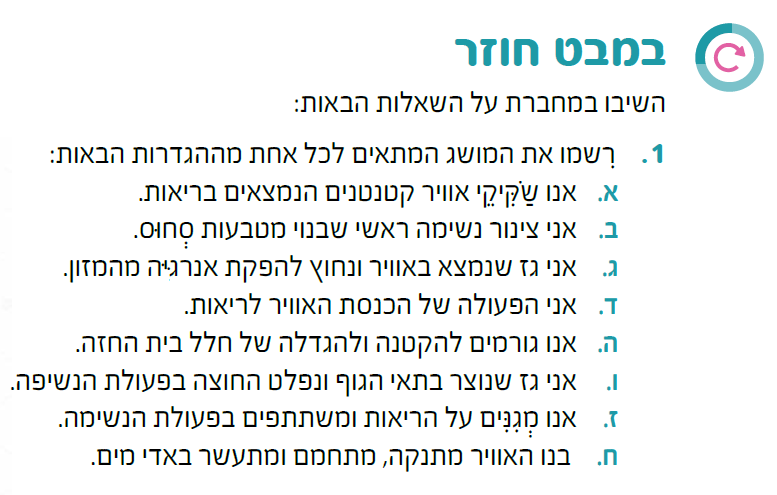 במבט חוזר
השיבו במחברת על השאלות הבאות:
1. רִשמו את המושג המתאים לכל אחת מההגדרות הבאות:
א. אנו שַׂקִּיקֵי אוויר קטנטנים הנמצאים בריאות.
ב. אני צינור נשימה ראשי שבנוי מטבעות סְחוּס.
ג. אני גז שנמצא באוויר ונחוץ להפקת אנרגיּה מהמזון.
ד. אני הפעולה של הכנסת האוויר לריאות.
ה. אנו גורמים להקטנה ולהגדלה של חלל בית החזה.
ו. אני גז שנוצר בתאי הגוף ונפלט החוצה בפעולת הנשיפה.
ז. אנו מְגִנִּים על הריאות ומשתתפים בפעולת הנשימה.
ח. בנו האוויר מתנקה, מתחמם ומתעשר באדי מים.